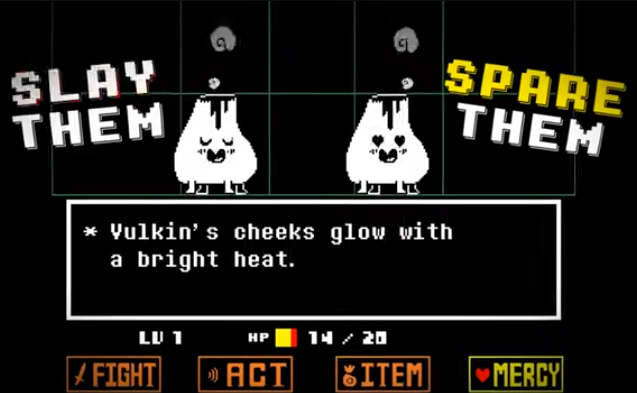 SLAY
THEM
SPARE
THEM
* Vulkin's cheeks glow with
a bright heat.
LV 1 HP 14 / 20
FIGHT ACT ITEM MERCY